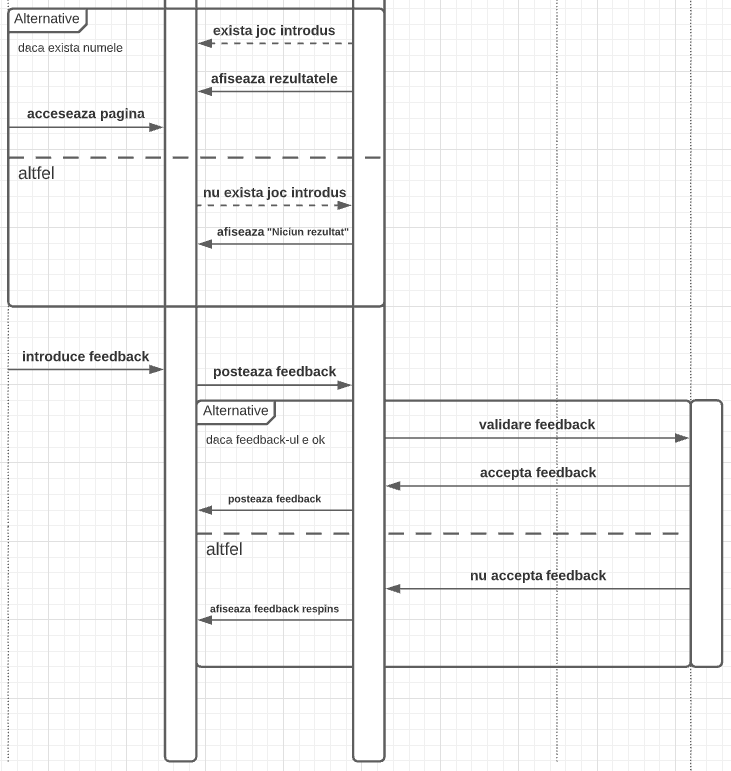 Alternative
exista joc introdus
daca exista numele
afiseaza rezultatele
acceseaza pagina
altfel
nu exista joc introdus
afiseaza "Niciun rezultat"
introduce feedback
posteaza feedback
Alternative
validare feedback
daca feedback-ul e ok
accepta feedback
posteaza feedback
altfel
nu accepta feedback
afiseaza feedback respins